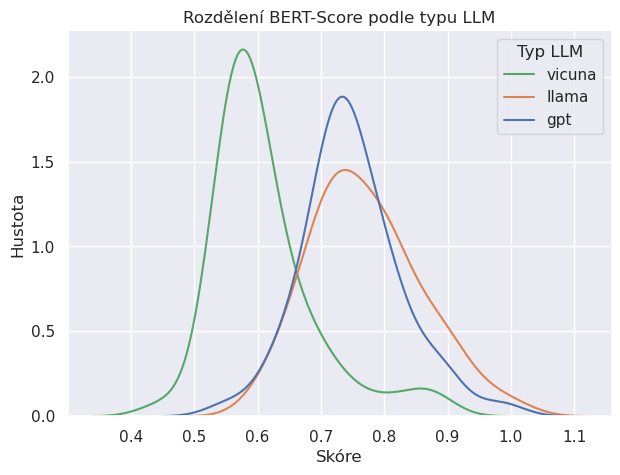 Rozdělení BERT-Score podle typu LLM
Typ LLM
vicuna
llama
gpt
Hustota
2.0
1.5
1.0
0.5
0.0
0.4 0.5 0.6 0.7 0.8 0.9 1.0 1.1
Skóre